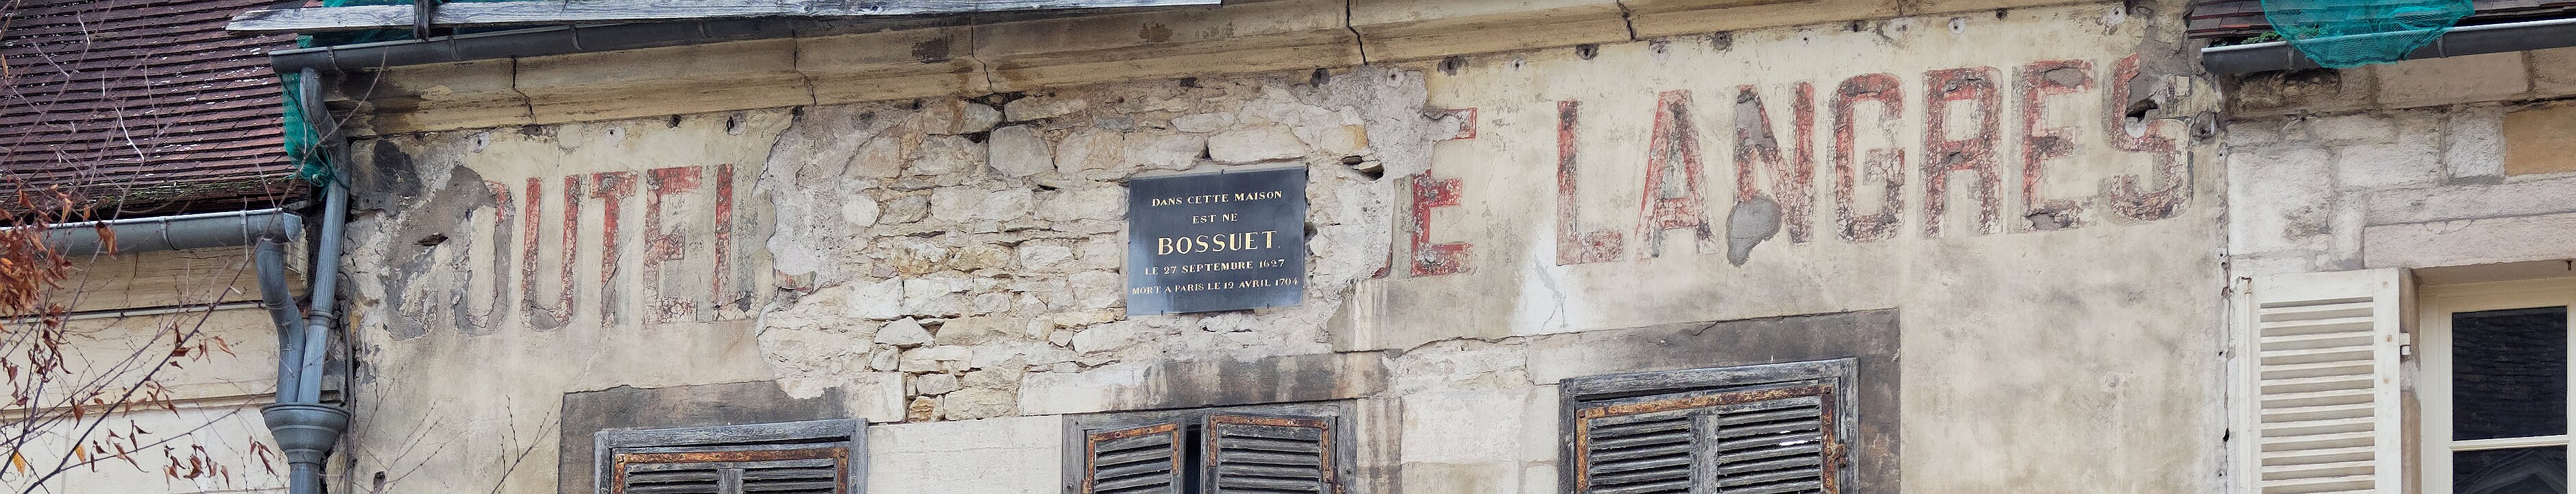 COUTEL E LANGRES
DANS CETTE MAISON
EST NE
BOSSUET
LE 27 SEPTEMBRE 1627
MORT A PARIS LE 12 AVRIL 1704